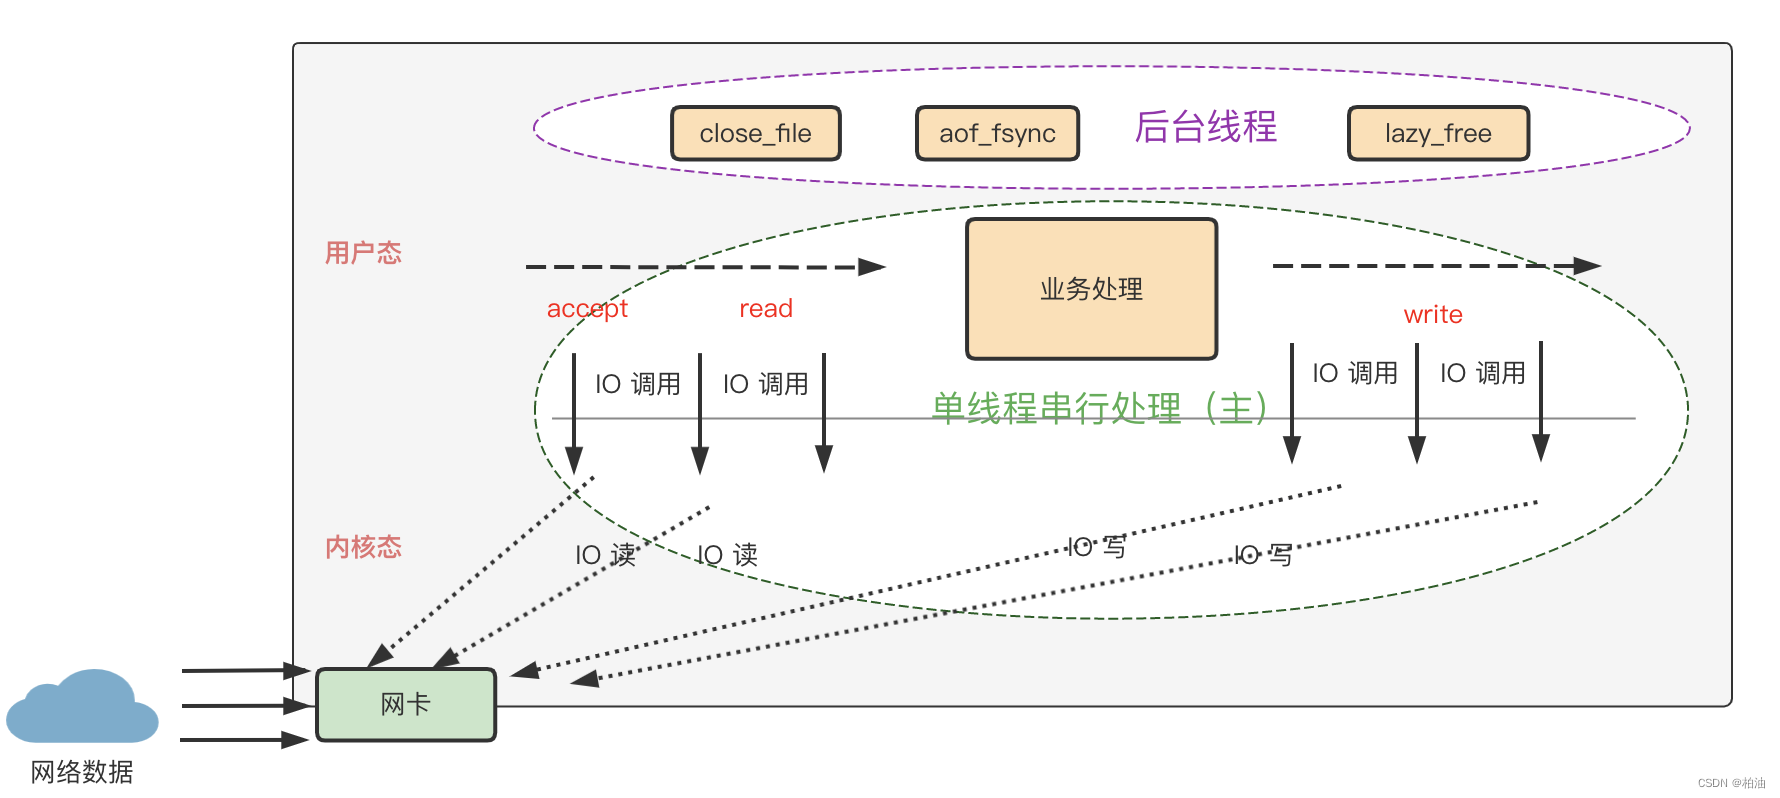 close_file
aof_fsync
后台线程
lazy_free
用户态
业务处理
accept
read
write
IO 调用
IO 调用
IO 调用
IO 调用
单线程串行处理（主）
内核态
IO 读
IO 读
IO 写
IO 写
网卡
网络数据
CSDN @柏油